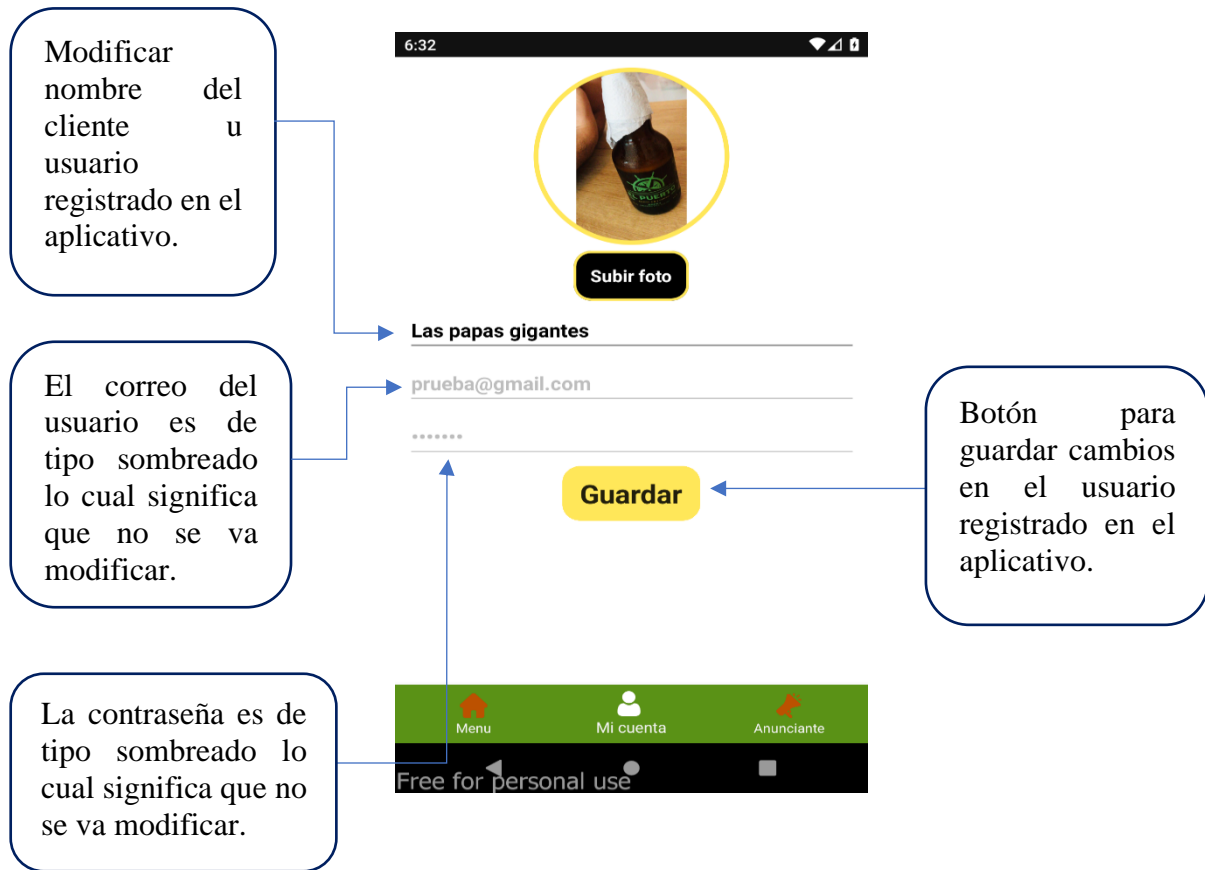 Modificar
nombre del
cliente u
usuario
registrado en el
aplicativo.
El correo del
usuario es de
tipo sombreado
lo cual significa
que no se va
modificar.
La contraseña es de
tipo sombreado lo
cual significa que no
se va modificar.
6:32
PUERTO
Subir foto
Las papas gigantes
prueba@gmail.com
•••••••
Guardar
Menu
Mi cuenta
Anunciante
Free for personal use
Botón para
guardar cambios
en el usuario
registrado en el
aplicativo.